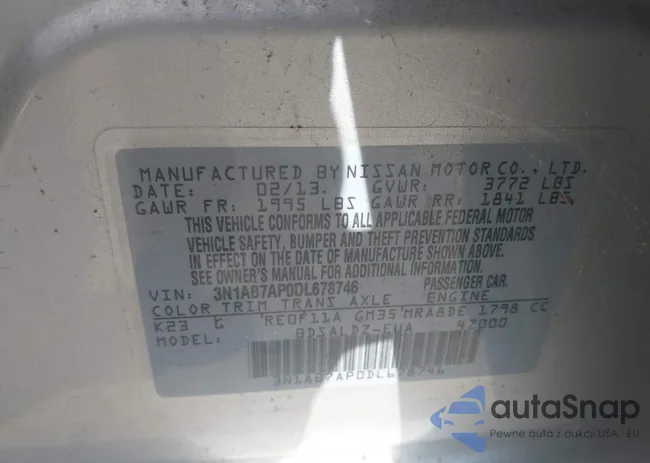 MANUFACTURED BY NISSAN MOTOR CO., LTD.
DATE: 02/13. GVWR: 3772 LBS
GAWR FR: 1995 LBS GAWR RR: 1841 LBS
THIS VEHICLE CONFORMS TO ALL APPLICABLE FEDERAL MOTOR
VEHICLE SAFETY, BUMPER AND THEFT PREVENTION STANDARDS
IN EFFECT ON THE DATE OF MANUFACTURE SHOWN ABOVE.
SEE OWNER'S MANUAL FOR ADDITIONAL INFORMATION.
VIN: 3N1AB7AP0DL678746 PASSENGER CAR.
COLOR TRIM TRANS AXLE ENGINE
K23 G RE0F11A GM35 MRA8DE 1798 CC
BDSALDZ-EUA 4Z000
3N1AB7AP0DL678746
autaSnap
Pewne auta z aukcji USA - EU